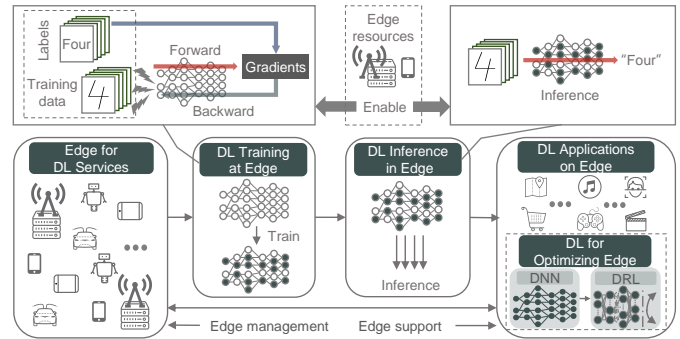 Labels
Four
Training
data
Forward
Backward
Gradients
Edge
resources
Enable
4
4
Inference
"Four"
Edge for
DL Services
DL Training
at Edge
Train
DL Inference
in Edge
Inference
DL Applications
on Edge
DL for
Optimizing Edge
DNN
DRL
Edge management
Edge support